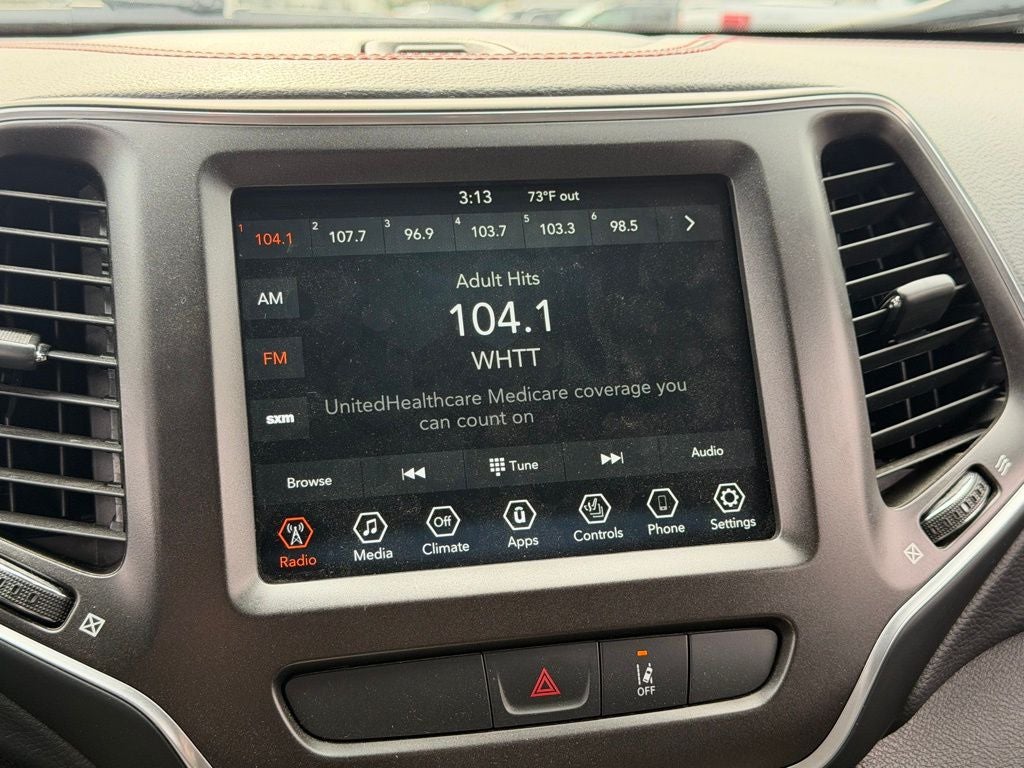 3:13 73°F out
1 104.1 2 107.7 3 96.9 4 103.7 5 103.3 6 98.5
Adult Hits
AM
104.1
FM
WHTT
UnitedHealthcare Medicare coverage you
can count on
sxm
Browse Tune Audio
Off
Radio Media Climate Apps Controls Phone Settings
OFF